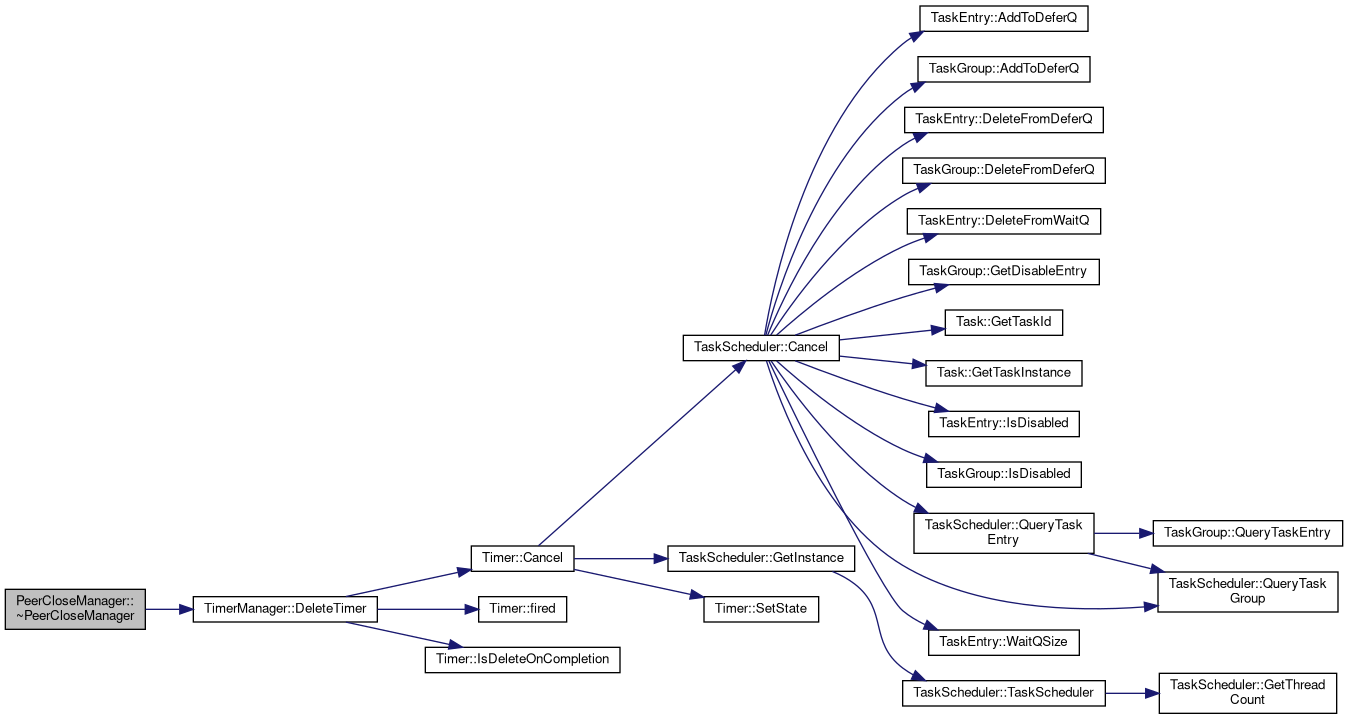 TaskEntry::AddToDeferQ
TaskGroup::AddToDeferQ
TaskEntry::DeleteFromDeferQ
TaskGroup::DeleteFromDeferQ
TaskEntry::DeleteFromWaitQ
TaskGroup::GetDisableEntry
Task::GetTaskId
TaskScheduler::Cancel
Task::GetTaskInstance
TaskEntry::IsDisabled
TaskGroup::IsDisabled
TaskScheduler::QueryTask
Entry
TaskGroup::QueryTaskEntry
Timer::Cancel
TaskScheduler::GetInstance
TaskScheduler::QueryTask
Group
PeerCloseManager::
~PeerCloseManager
TimerManager::DeleteTimer
Timer::fired
Timer::SetState
TaskEntry::WaitQSize
Timer::IsDeleteOnCompletion
TaskScheduler::TaskScheduler
TaskScheduler::GetThread
Count